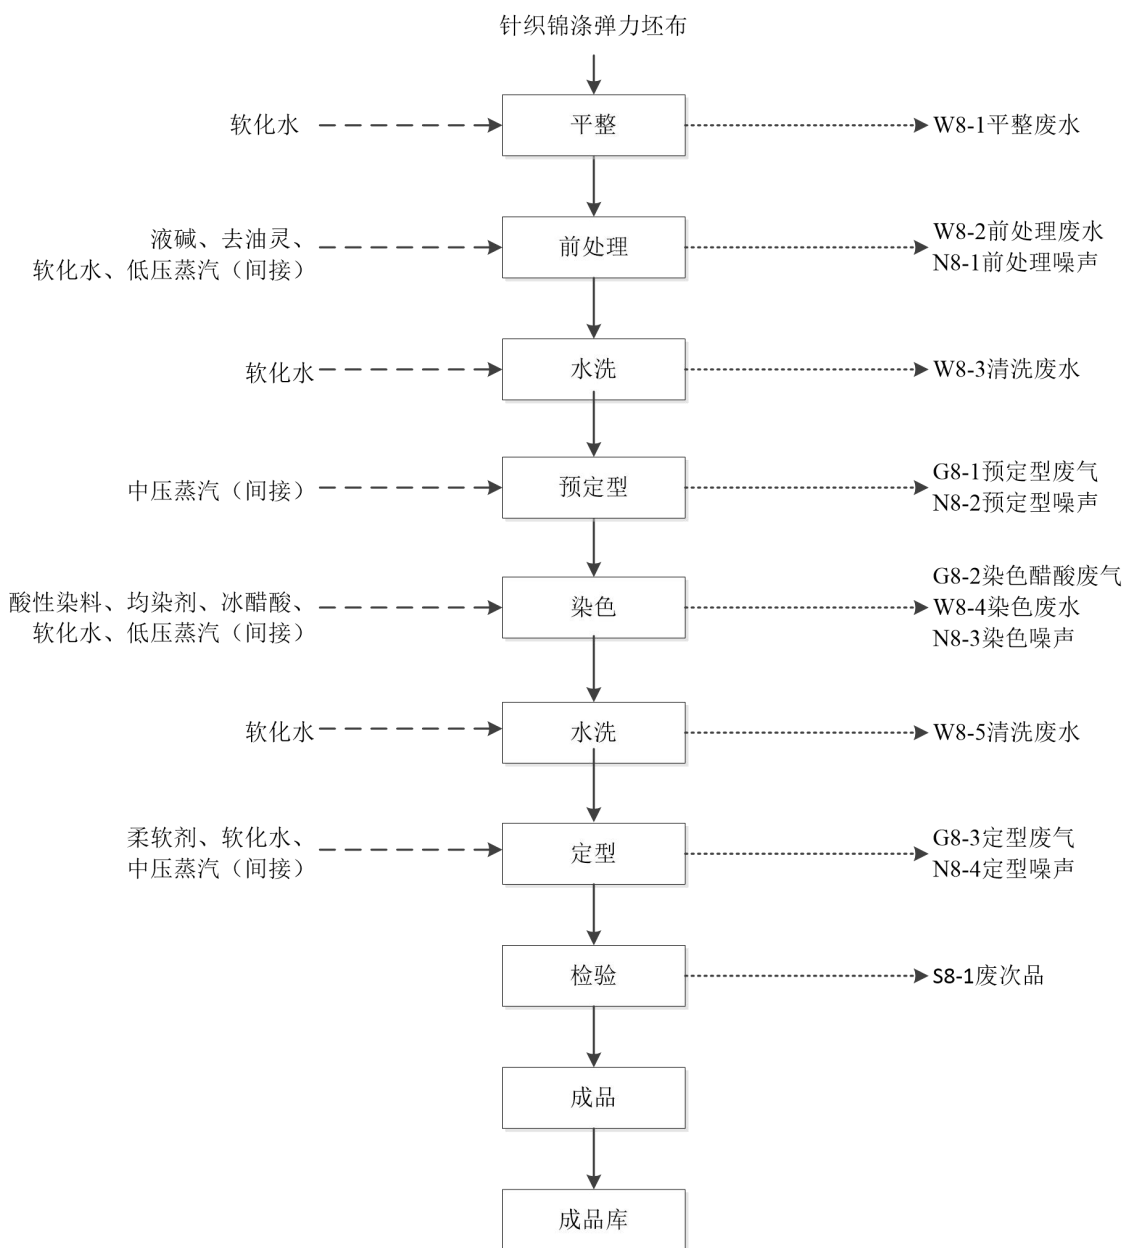 针织锦涤弹力坯布
软化水
平整
W8-1平整废水
液碱、去油灵、
软化水、低压蒸汽（间接）
前处理
W8-2前处理废水
N8-1前处理噪声
软化水
水洗
W8-3清洗废水
中压蒸汽（间接）
预定型
G8-1预定型废气
N8-2预定型噪声
酸性染料、均染剂、冰醋酸、
软化水、低压蒸汽（间接）
染色
G8-2染色醋酸废气
W8-4染色废水
N8-3染色噪声
软化水
水洗
W8-5清洗废水
柔软剂、软化水、
中压蒸汽（间接）
定型
G8-3定型废气
N8-4定型噪声
检验
S8-1废次品
成品
成品库